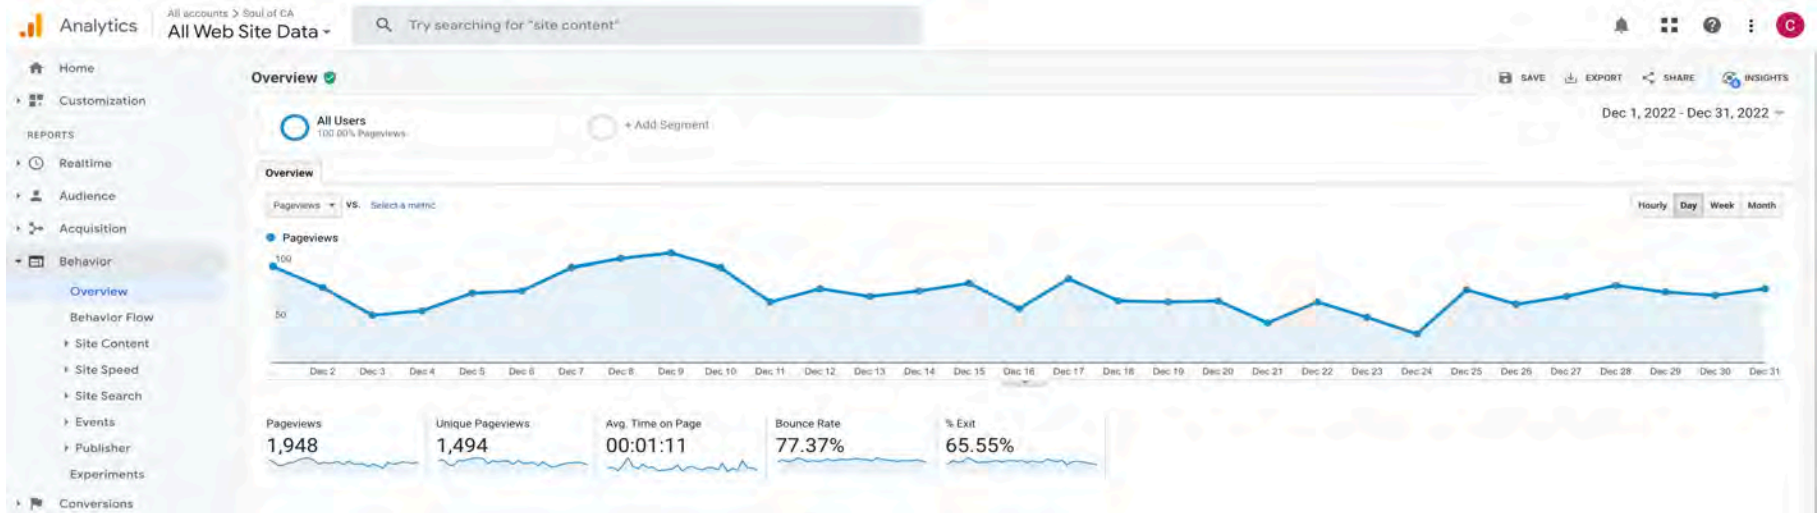 Analytics
All accounts > Soul of CA
All Web Site Data
Try searching for "site content"
C
Home
Customization
REPORTS
Realtime
Audience
Acquisition
Behavior
Overview
Behavior Flow
Site Content
Site Speed
Site Search
Events
Publisher
Experiments
Conversions
Overview
SAVE
EXPORT
SHARE
INSIGHTS
All Users
100.00% Pageviews
+ Add Segment
Dec 1, 2022 - Dec 31, 2022
Overview
Pageviews VS. Select a metric
Hourly Day Week Month
Pageviews
100
50
Dec 2 Dec 3 Dec 4 Dec 5 Dec 6 Dec 7 Dec 8 Dec 9 Dec 10 Dec 11 Dec 12 Dec 13 Dec 14 Dec 15 Dec 16 Dec 17 Dec 18 Dec 19 Dec 20 Dec 21 Dec 22 Dec 23 Dec 24 Dec 25 Dec 26 Dec 27 Dec 28 Dec 29 Dec 30 Dec 31
Pageviews
1,948
Unique Pageviews
1,494
Avg. Time on Page
00:01:11
Bounce Rate
77.37%
% Exit
65.55%